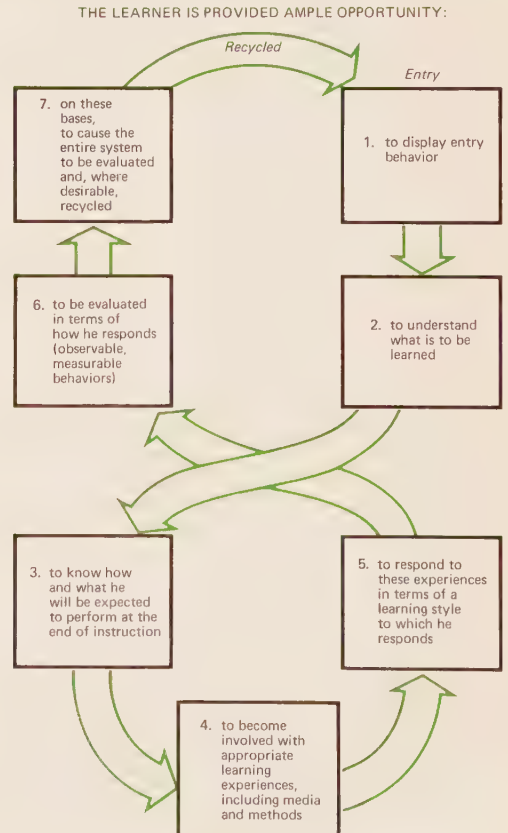 THE LEARNER IS PROVIDED AMPLE OPPORTUNITY:
Recycled
Entry
1. to display entry
behavior
2. to understand
what is to be
learned
3. to know how
and what he
will be expected
to perform at the
end of instruction
4. to become
involved with
appropriate
learning
experiences,
including media
and methods
5. to respond to
these experiences
in terms of a
learning style
to which he
responds
6. to be evaluated
in terms of
how he responds
(observable,
measurable
behaviors)
7. on these
bases,
to cause the
entire system
to be evaluated
and, where
desirable,
recycled